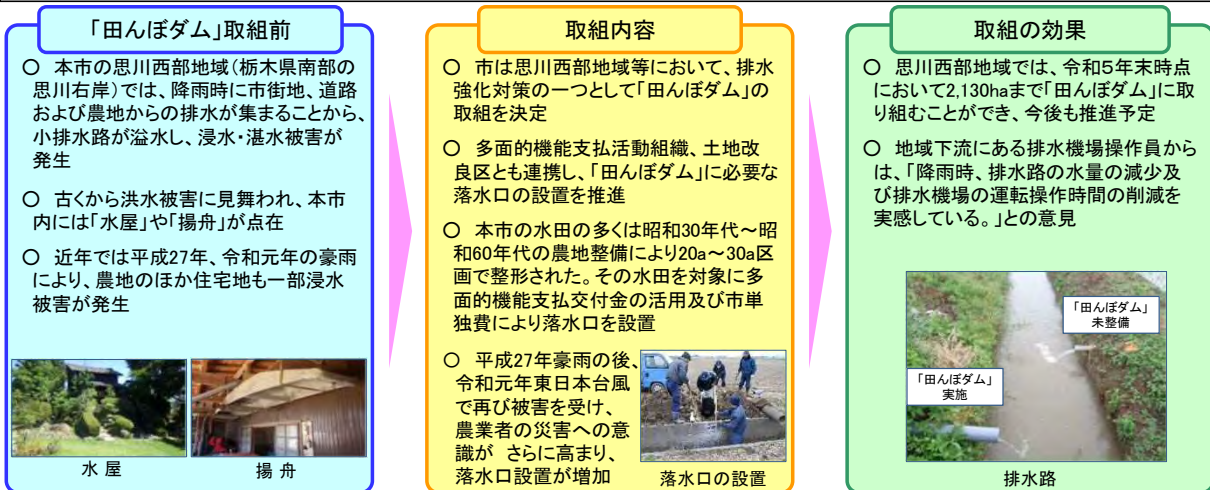 「田んぼダム」取組前
○ 本市の思川西部地域(栃木県南部の
思川右岸)では、降雨時に市街地、道路
および農地からの排水が集まることから、
小排水路が溢水し、浸水・湛水被害が
発生
○ 古くから洪水被害に見舞われ、本市
内には「水屋」や「揚舟」が点在
○ 近年では平成27年、令和元年の豪雨
により、農地のほか住宅地も一部浸水
被害が発生
水 屋
揚 舟
取組内容
○ 市は思川西部地域等において、排水
強化対策の一つとして「田んぼダム」の
取組を決定
○ 多面的機能支払活動組織、土地改
良区とも連携し、「田んぼダム」に必要な
落水口の設置を推進
○ 本市の水田の多くは昭和30年代~昭
和60年代の農地整備により20a~30a区
画で整形された。その水田を対象に多
面的機能支払交付金の活用及び市単
独費により落水口を設置
○ 平成27年豪雨の後、
令和元年東日本台風
で再び被害を受け、
農業者の災害への意
識が さらに高まり、
落水口設置が増加
落水口の設置
取組の効果
○ 思川西部地域では、令和5年末時点
において2,130haまで「田んぼダム」に取
り組むことができ、今後も推進予定
○ 地域下流にある排水機場操作員から
は、「降雨時、排水路の水量の減少及
び排水機場の運転操作時間の削減を
実感している。」との意見
「田んぼダム」
未整備
「田んぼダム」
実施
排水路